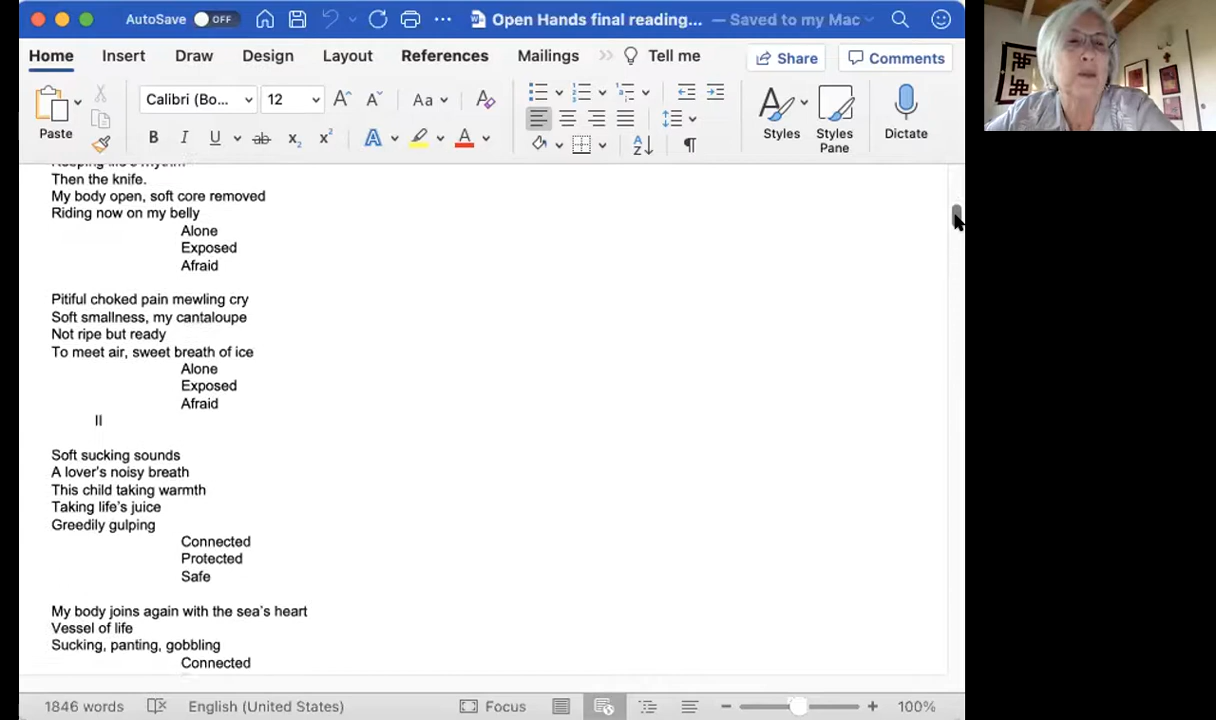 AutoSave OFF
Open Hands final reading... — Saved to my Mac
Home Insert Draw Design Layout References Mailings Tell me Share Comments
Calibri (Bo... 12 Aa
Paste Styles Styles Pane Dictate
Keeping life's rhythm
Then the knife.
My body open, soft core removed
Riding now on my belly
Alone
Exposed
Afraid
Pitiful choked pain mewling cry
Soft smallness, my cantaloupe
Not ripe but ready
To meet air, sweet breath of ice
Alone
Exposed
Afraid
II
Soft sucking sounds
A lover's noisy breath
This child taking warmth
Taking life's juice
Greedily gulping
Connected
Protected
Safe
My body joins again with the sea's heart
Vessel of life
Sucking, panting, gobbling
Connected
1846 words English (United States) Focus 100%